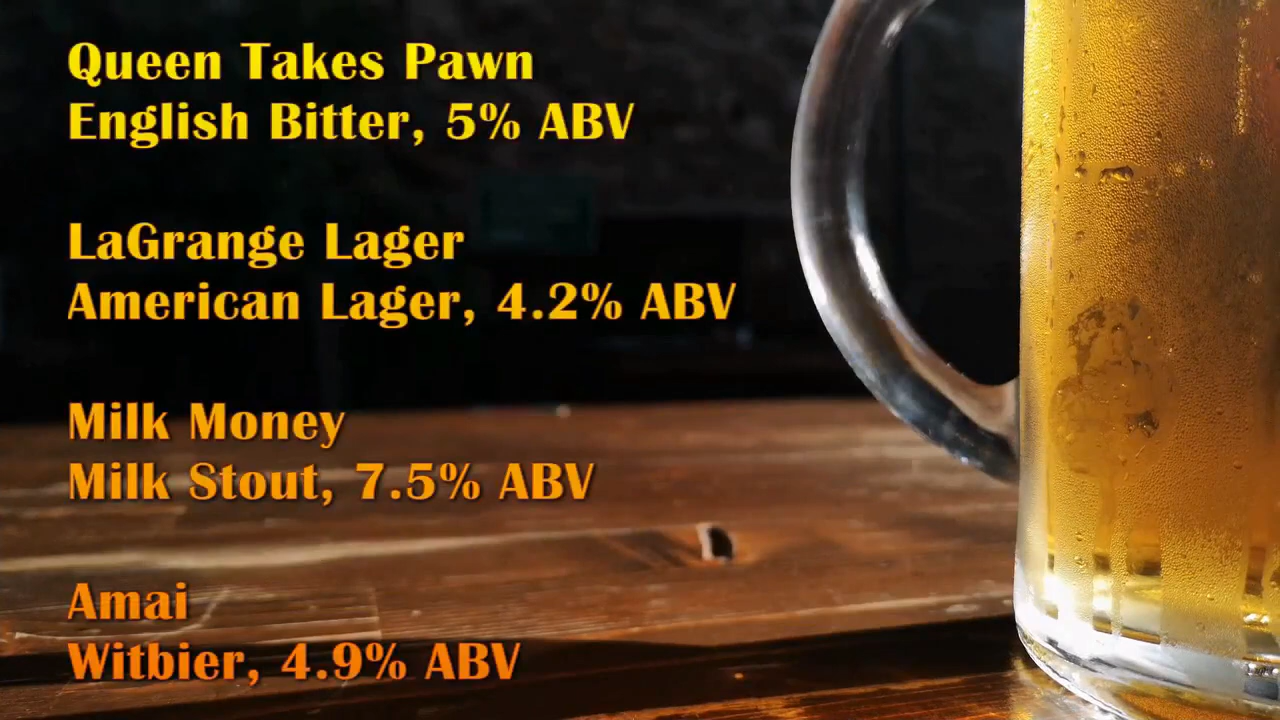 Queen Takes Pawn
English Bitter, 5% ABV
LaGrange Lager
American Lager, 4.2% ABV
Milk Money
Milk Stout, 7.5% ABV
Amai
Witbier, 4.9% ABV